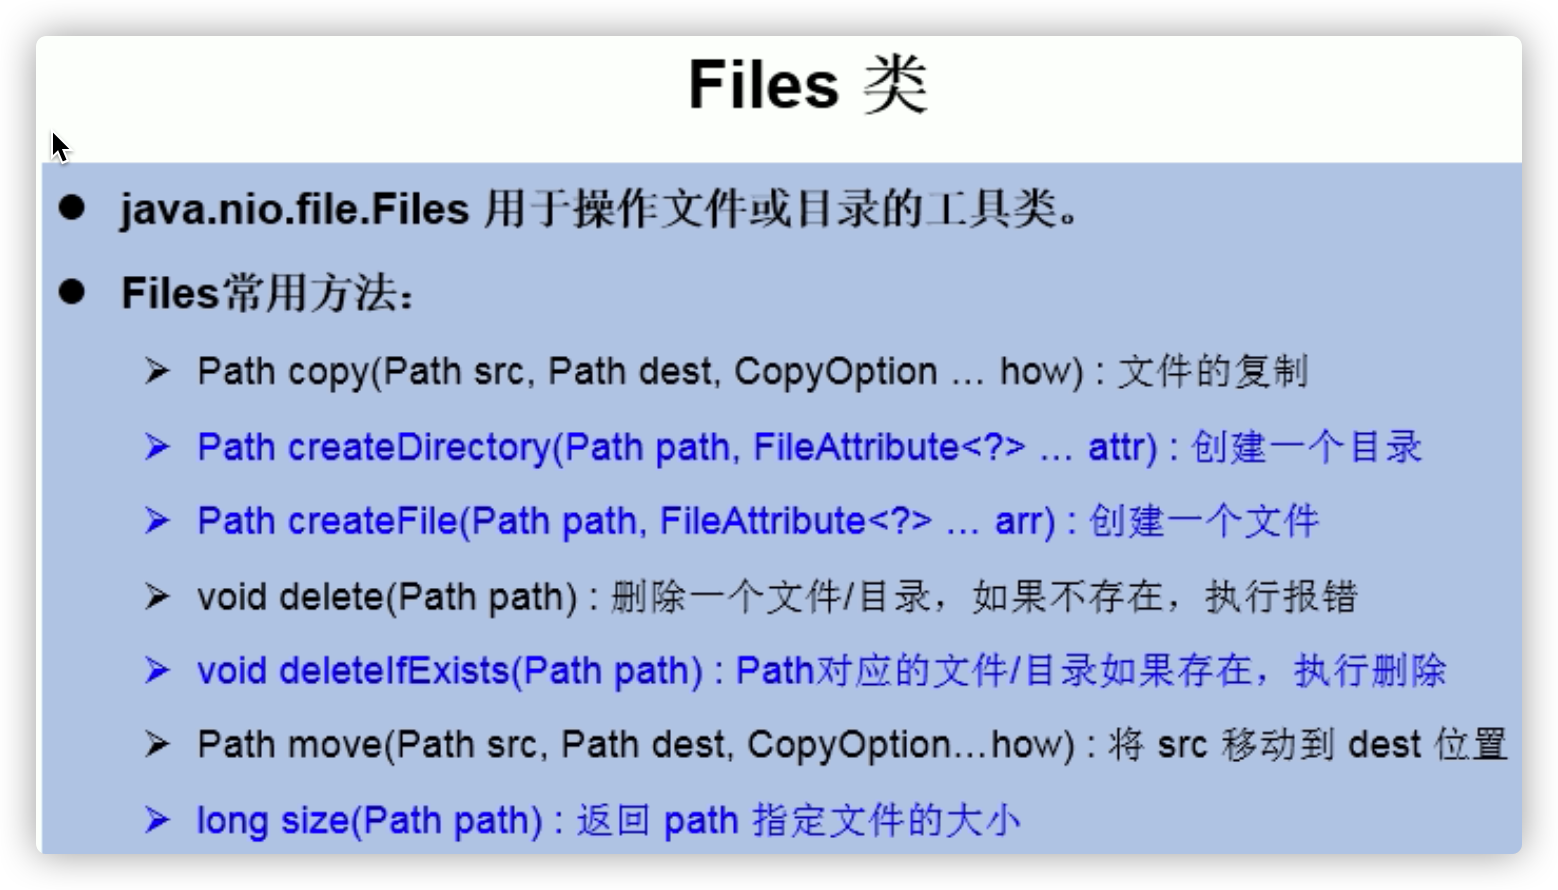 Files 类
● java.nio.file.Files 用于操作文件或目录的工具类。
● Files常用方法：
➢ Path copy(Path src, Path dest, CopyOption … how) : 文件的复制
➢ Path createDirectory(Path path, FileAttribute<?> … attr) : 创建一个目录
➢ Path createFile(Path path, FileAttribute<?> … arr) : 创建一个文件
➢ void delete(Path path) : 删除一个文件/目录，如果不存在，执行报错
➢ void deleteIfExists(Path path) : Path对应的文件/目录如果存在，执行删除
➢ Path move(Path src, Path dest, CopyOption…how) : 将 src 移动到 dest 位置
➢ long size(Path path) : 返回 path 指定文件的大小